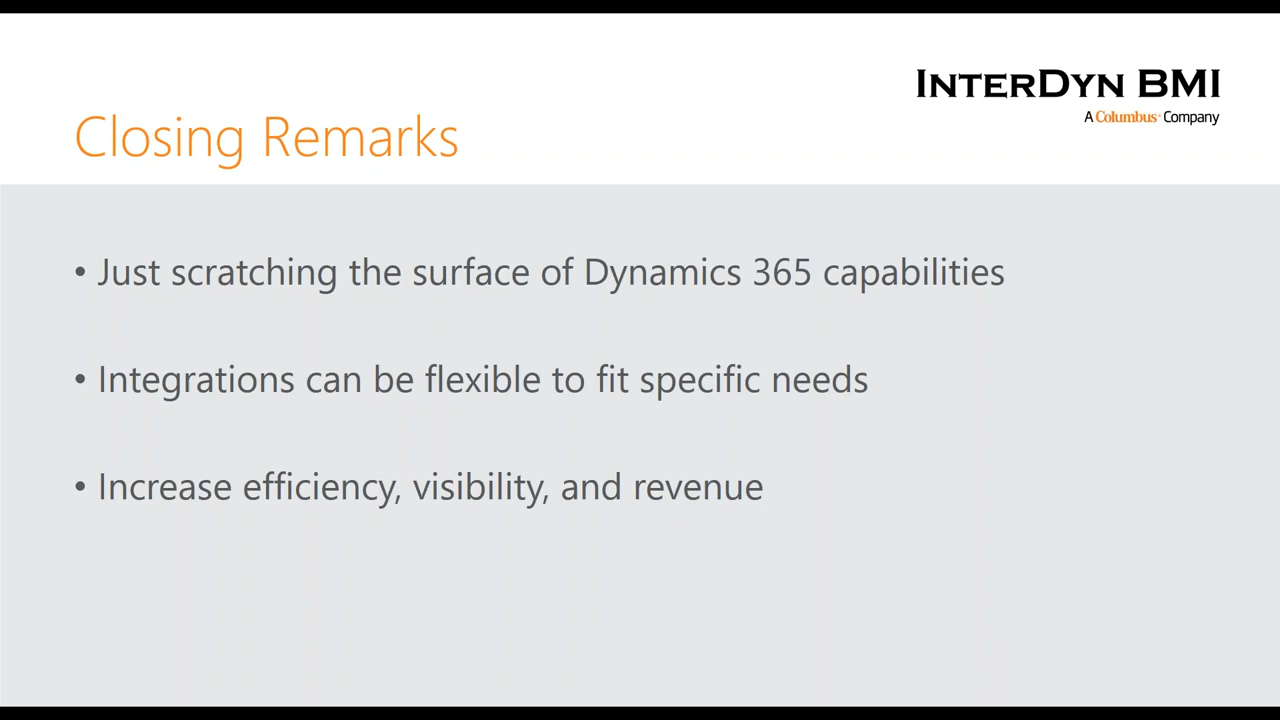 INTERDYN BMI
A Columbus Company
Closing Remarks
• Just scratching the surface of Dynamics 365 capabilities
• Integrations can be flexible to fit specific needs
• Increase efficiency, visibility, and revenue